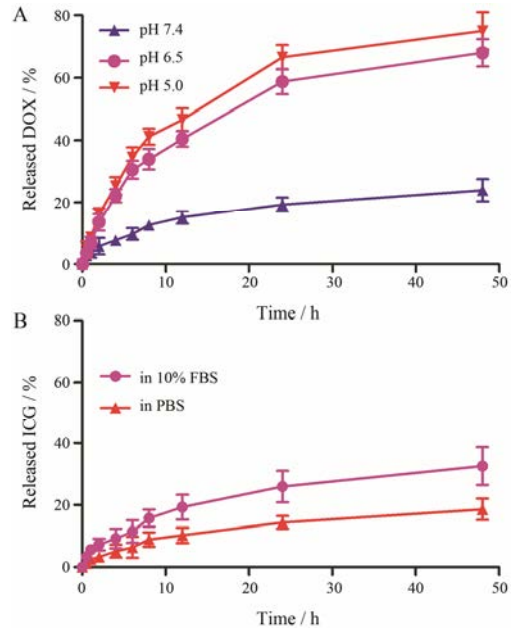 A
80
pH 7.4
pH 6.5
60
pH 5.0
40
20
0
Released DOX / %
0 10 20 30 40 50
Time / h
B
80
60
in 10% FBS
in PBS
40
20
0
Released ICG / %
0 10 20 30 40 50
Time / h